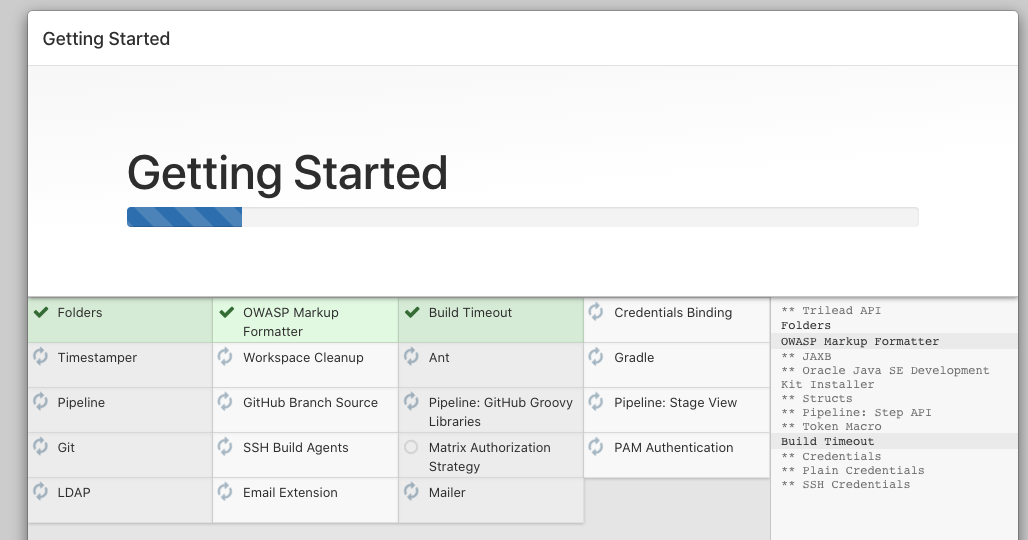 Getting Started
Getting Started
Folders
OWASP Markup
Formatter
Build Timeout
Credentials Binding
Timestamper
Workspace Cleanup
Ant
Gradle
Pipeline
GitHub Branch Source
Pipeline: GitHub Groovy
Libraries
Pipeline: Stage View
Git
SSH Build Agents
Matrix Authorization
Strategy
PAM Authentication
LDAP
Email Extension
Mailer
** Trilead API
Folders
OWASP Markup Formatter
** JAXB
** Oracle Java SE Development
Kit Installer
** Structs
** Pipeline: Step API
** Token Macro
Build Timeout
** Credentials
** Plain Credentials
** SSH Credentials